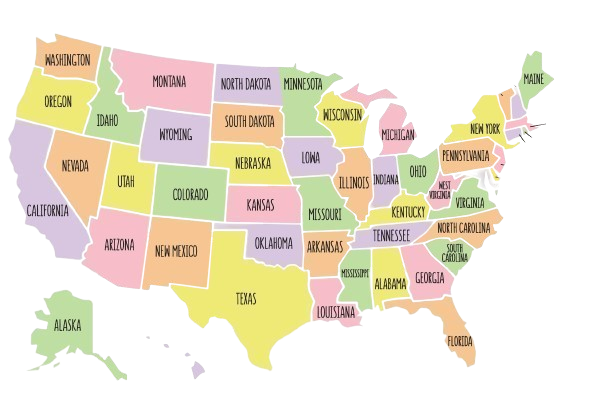 WASHINGTON
MONTANA
NORTH DAKOTA
MINNESOTA
MAINE
OREGON
IDAHO
WYOMING
SOUTH DAKOTA
WISCONSIN
MICHIGAN
NEW YORK
NEVADA
UTAH
COLORADO
NEBRASKA
IOWA
ILLINOIS
INDIANA
OHIO
PENNSYLVANIA
CALIFORNIA
KANSAS
MISSOURI
KENTUCKY
WEST
VIRGINIA
VIRGINIA
ARIZONA
NEW MEXICO
OKLAHOMA
ARKANSAS
TENNESSEE
NORTH CAROLINA
SOUTH
CAROLINA
TEXAS
LOUISIANA
MISSISSIPPI
ALABAMA
GEORGIA
FLORIDA
ALASKA